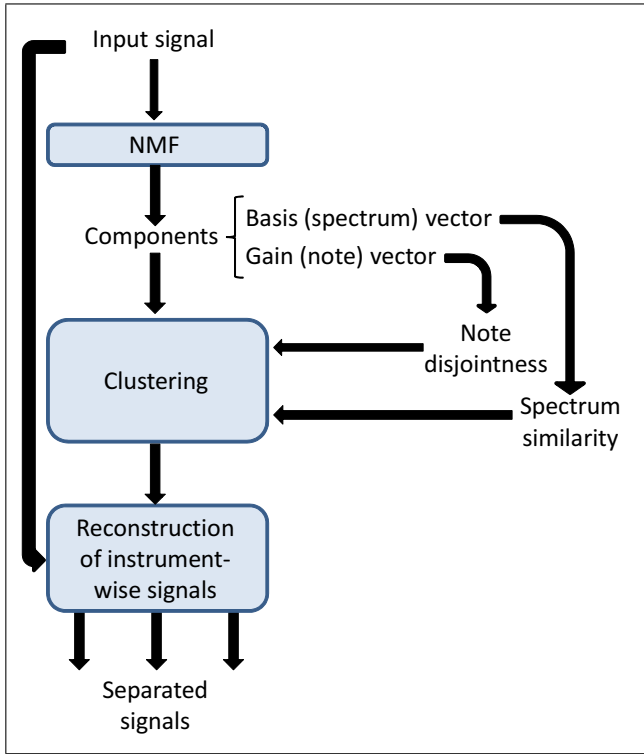 Input signal
NMF
Components
Basis (spectrum) vector
Gain (note) vector
Note
disjointness
Clustering
Spectrum
similarity
Reconstruction
of instrument-
wise signals
Separated
signals